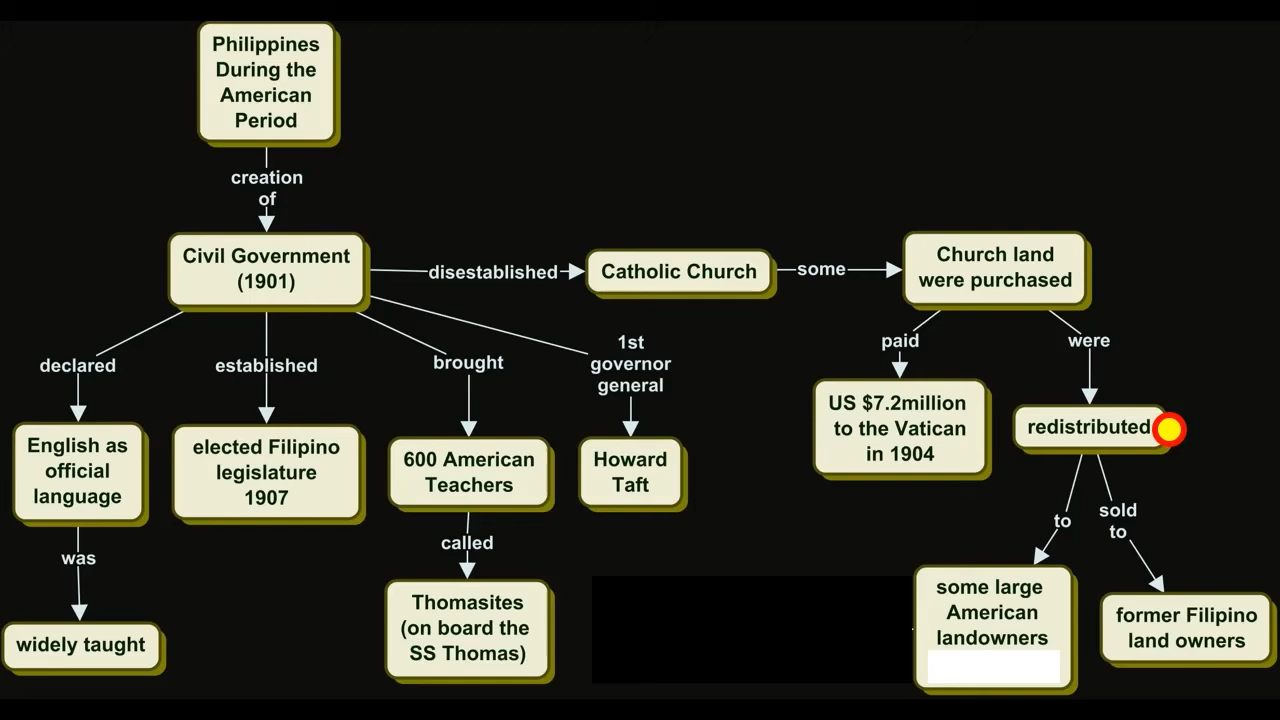 Philippines
During the
American
Period
creation
of
Civil Government
(1901)
disestablished
Catholic Church
some
Church land
were purchased
declared
established
brought
1st
governor
general
paid
were
English as
official
language
elected Filipino
legislature
1907
600 American
Teachers
Howard
Taft
US $7.2million
to the Vatican
in 1904
redistributed
was
called
to
sold
to
widely taught
Thomasites
(on board the
SS Thomas)
some large
American
landowners
former Filipino
land owners